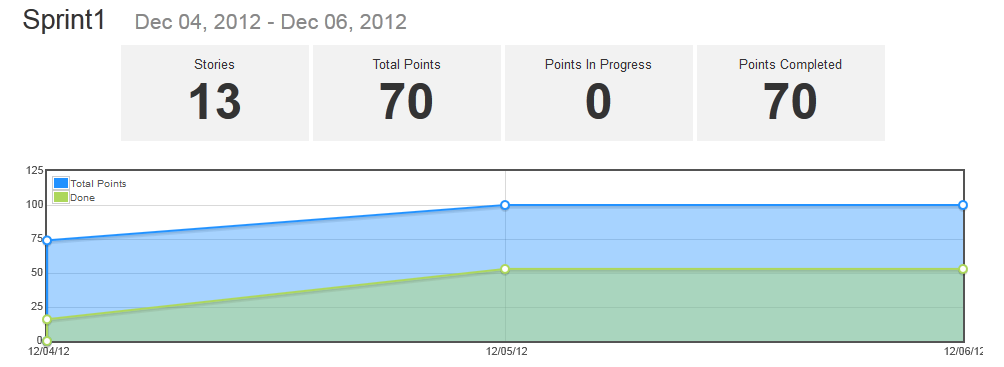 Sprint1 Dec 04, 2012 - Dec 06, 2012
Stories Total Points Points In Progress Points Completed
13 70 0 70
125
Total Points
Done
100
75
50
25
0
12/04/12 12/05/12 12/06/12